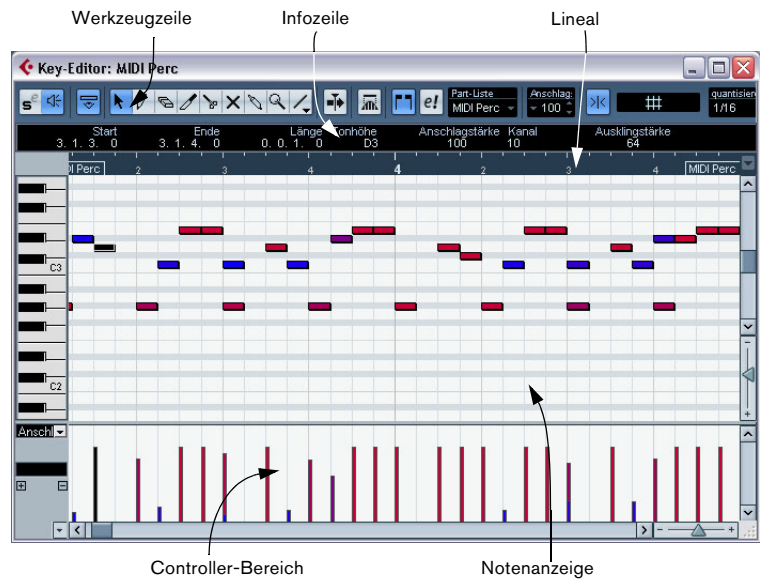 Werkzeugzeile Infozeile Lineal
Key-Editor: MIDI Perc
Part-Liste Anschlag: quantisier
MIDI Perc 100 1/16
Start Ende Länge Tonhöhe Anschlagstärke Kanal Ausklingstärke
3. 1. 3. 0 3. 1. 4. 0 0. 0. 1. 0 D3 100 10 64
I Perc 2 3 4 4 2 3 4 MIDI Perc
C3
C2
Anschl
Controller-Bereich Notenanzeige